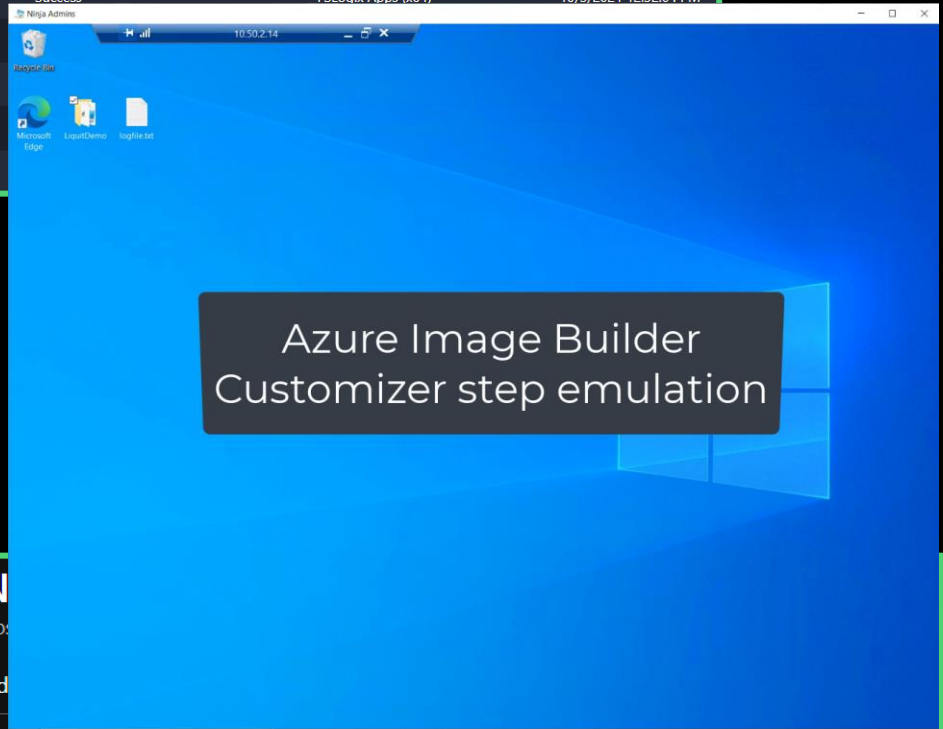 Ninja Admins
10.50.2.14
Recycle Bin
Microsoft Edge
LiquitDemo
logfile.txt
Azure Image Builder
Customizer step emulation